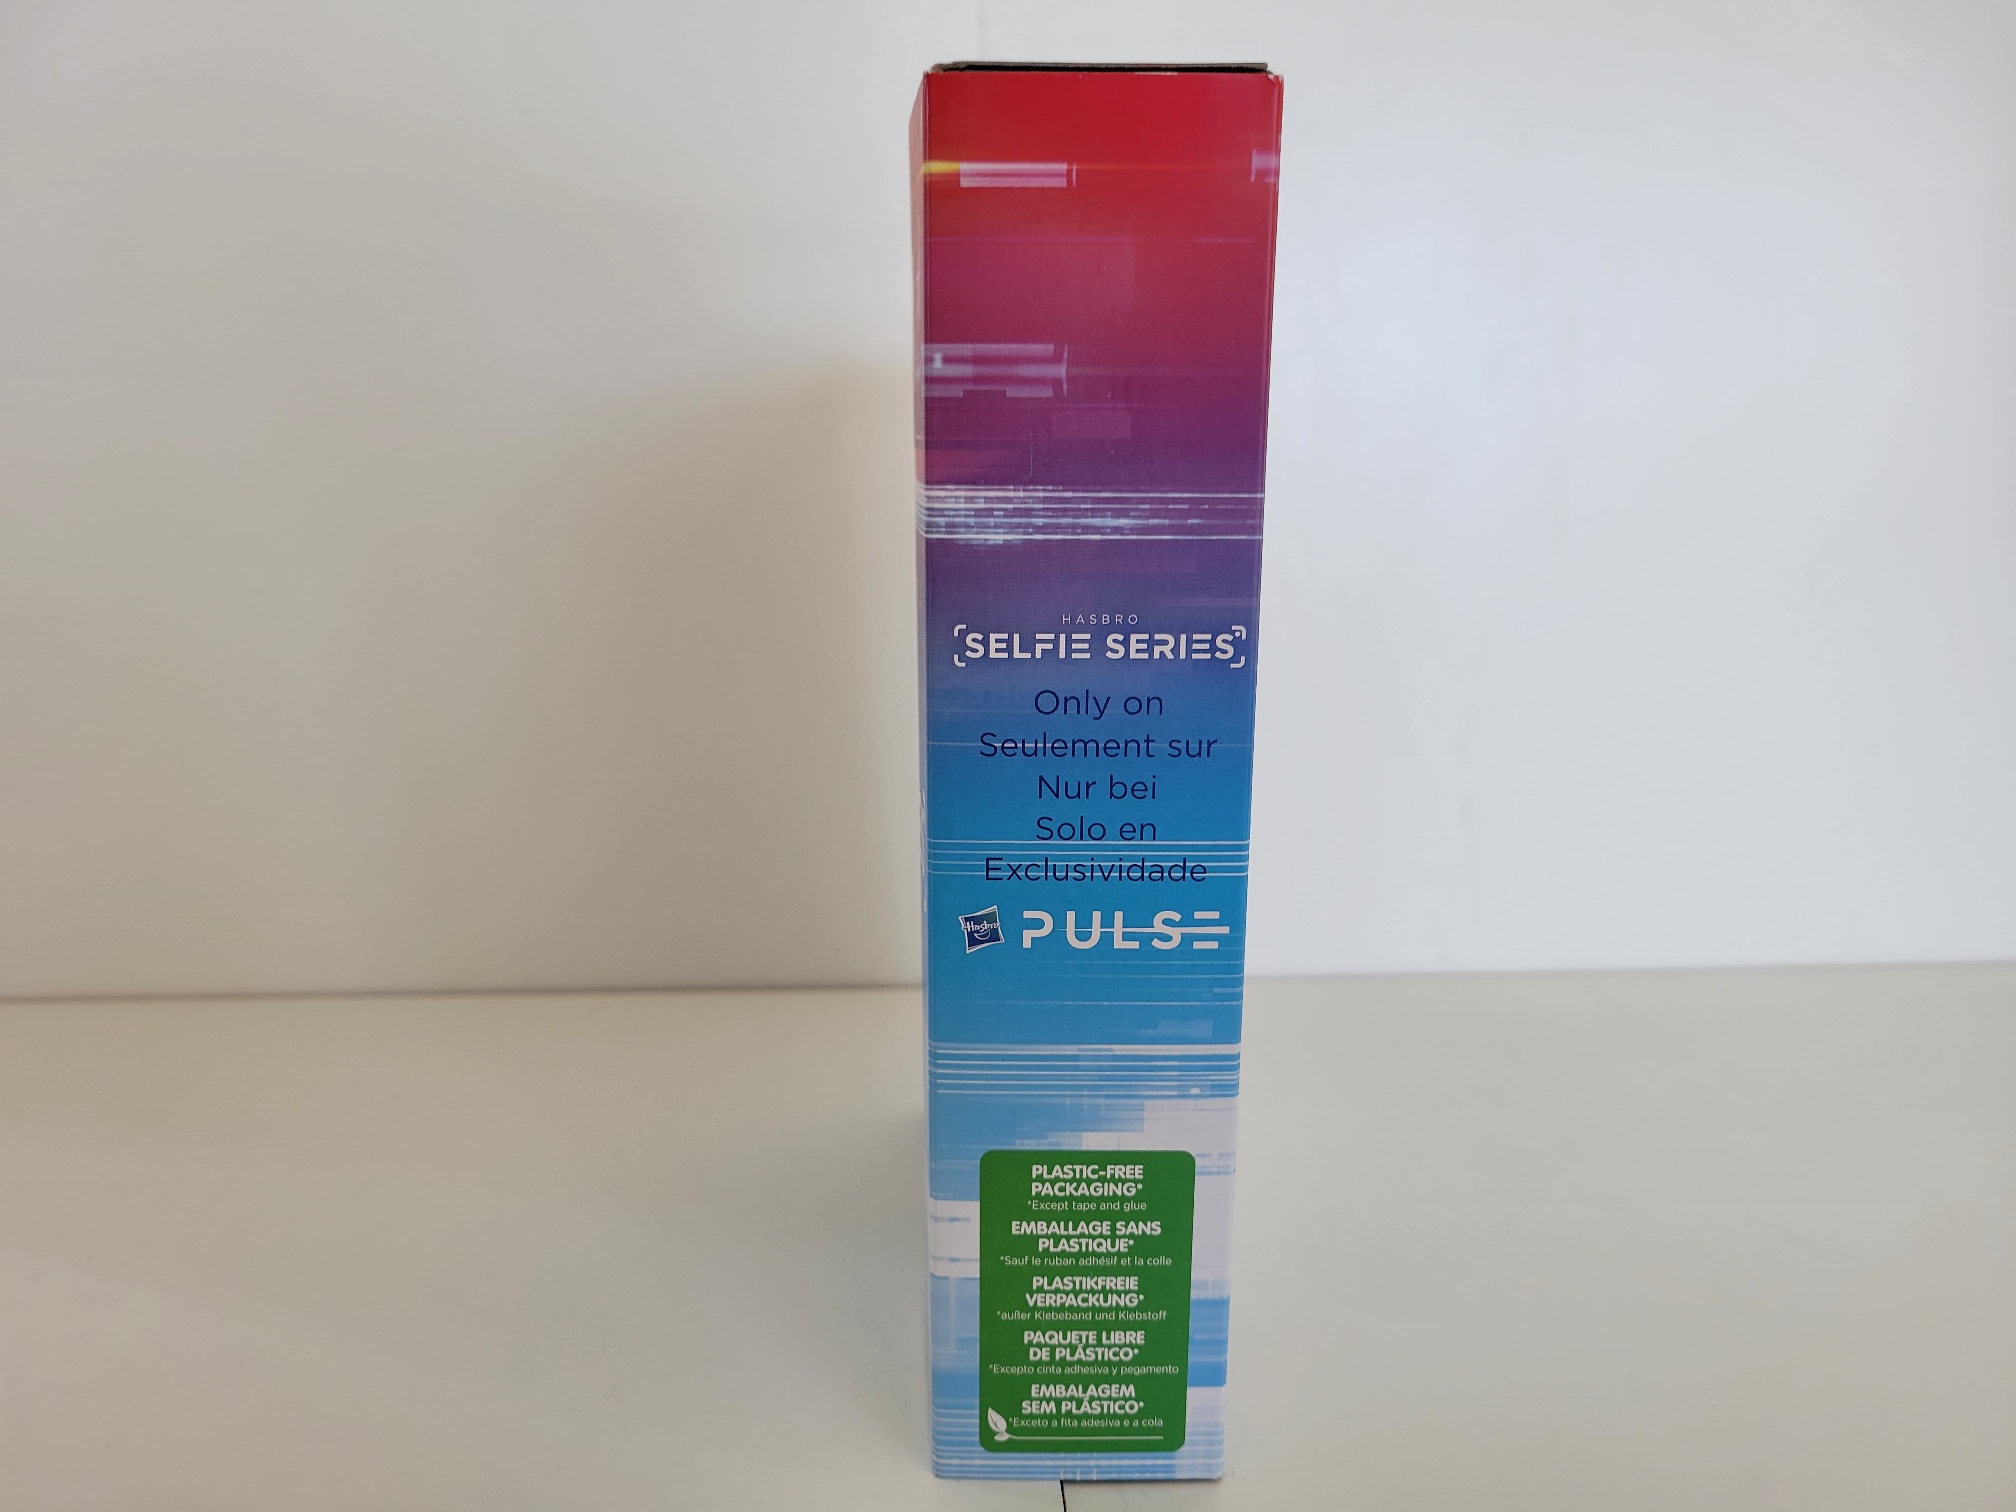 HASBRO
SELFIE SERIES
Only on
Seulement sur
Nur bei
Solo en
Exclusividade
Hasbro PULSE
PLASTIC-FREE
PACKAGING*
*Except tape and glue
EMBALLAGE SANS
PLASTIQUE*
*Sauf le ruban adhésif et la colle
PLASTIKFREIE
VERPACKUNG*
*außer Klebeband und Klebstoff
PAQUETE LIBRE
DE PLÁSTICO*
*Excepto cinta adhesiva y pegamento
EMBALAGEM
SEM PLÁSTICO*
*Exceto a fita adesiva e a cola